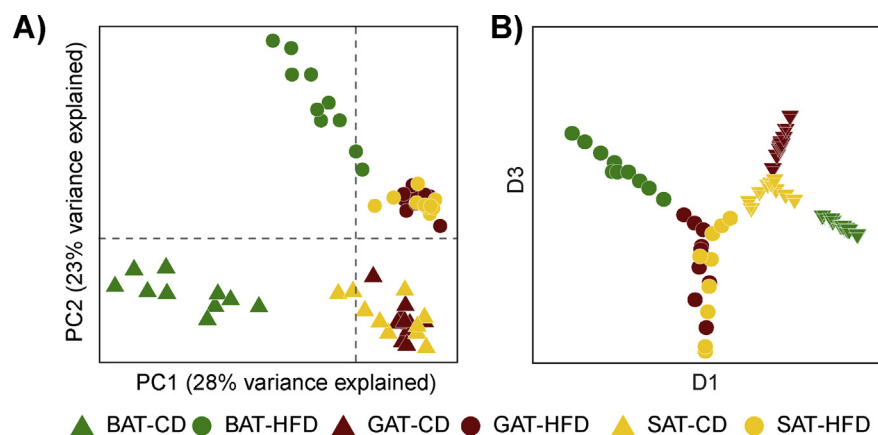 A)
B)
PC2 (23% variance explained)
PC1 (28% variance explained)
D3
D1
BAT-CD BAT-HFD GAT-CD GAT-HFD SAT-CD SAT-HFD